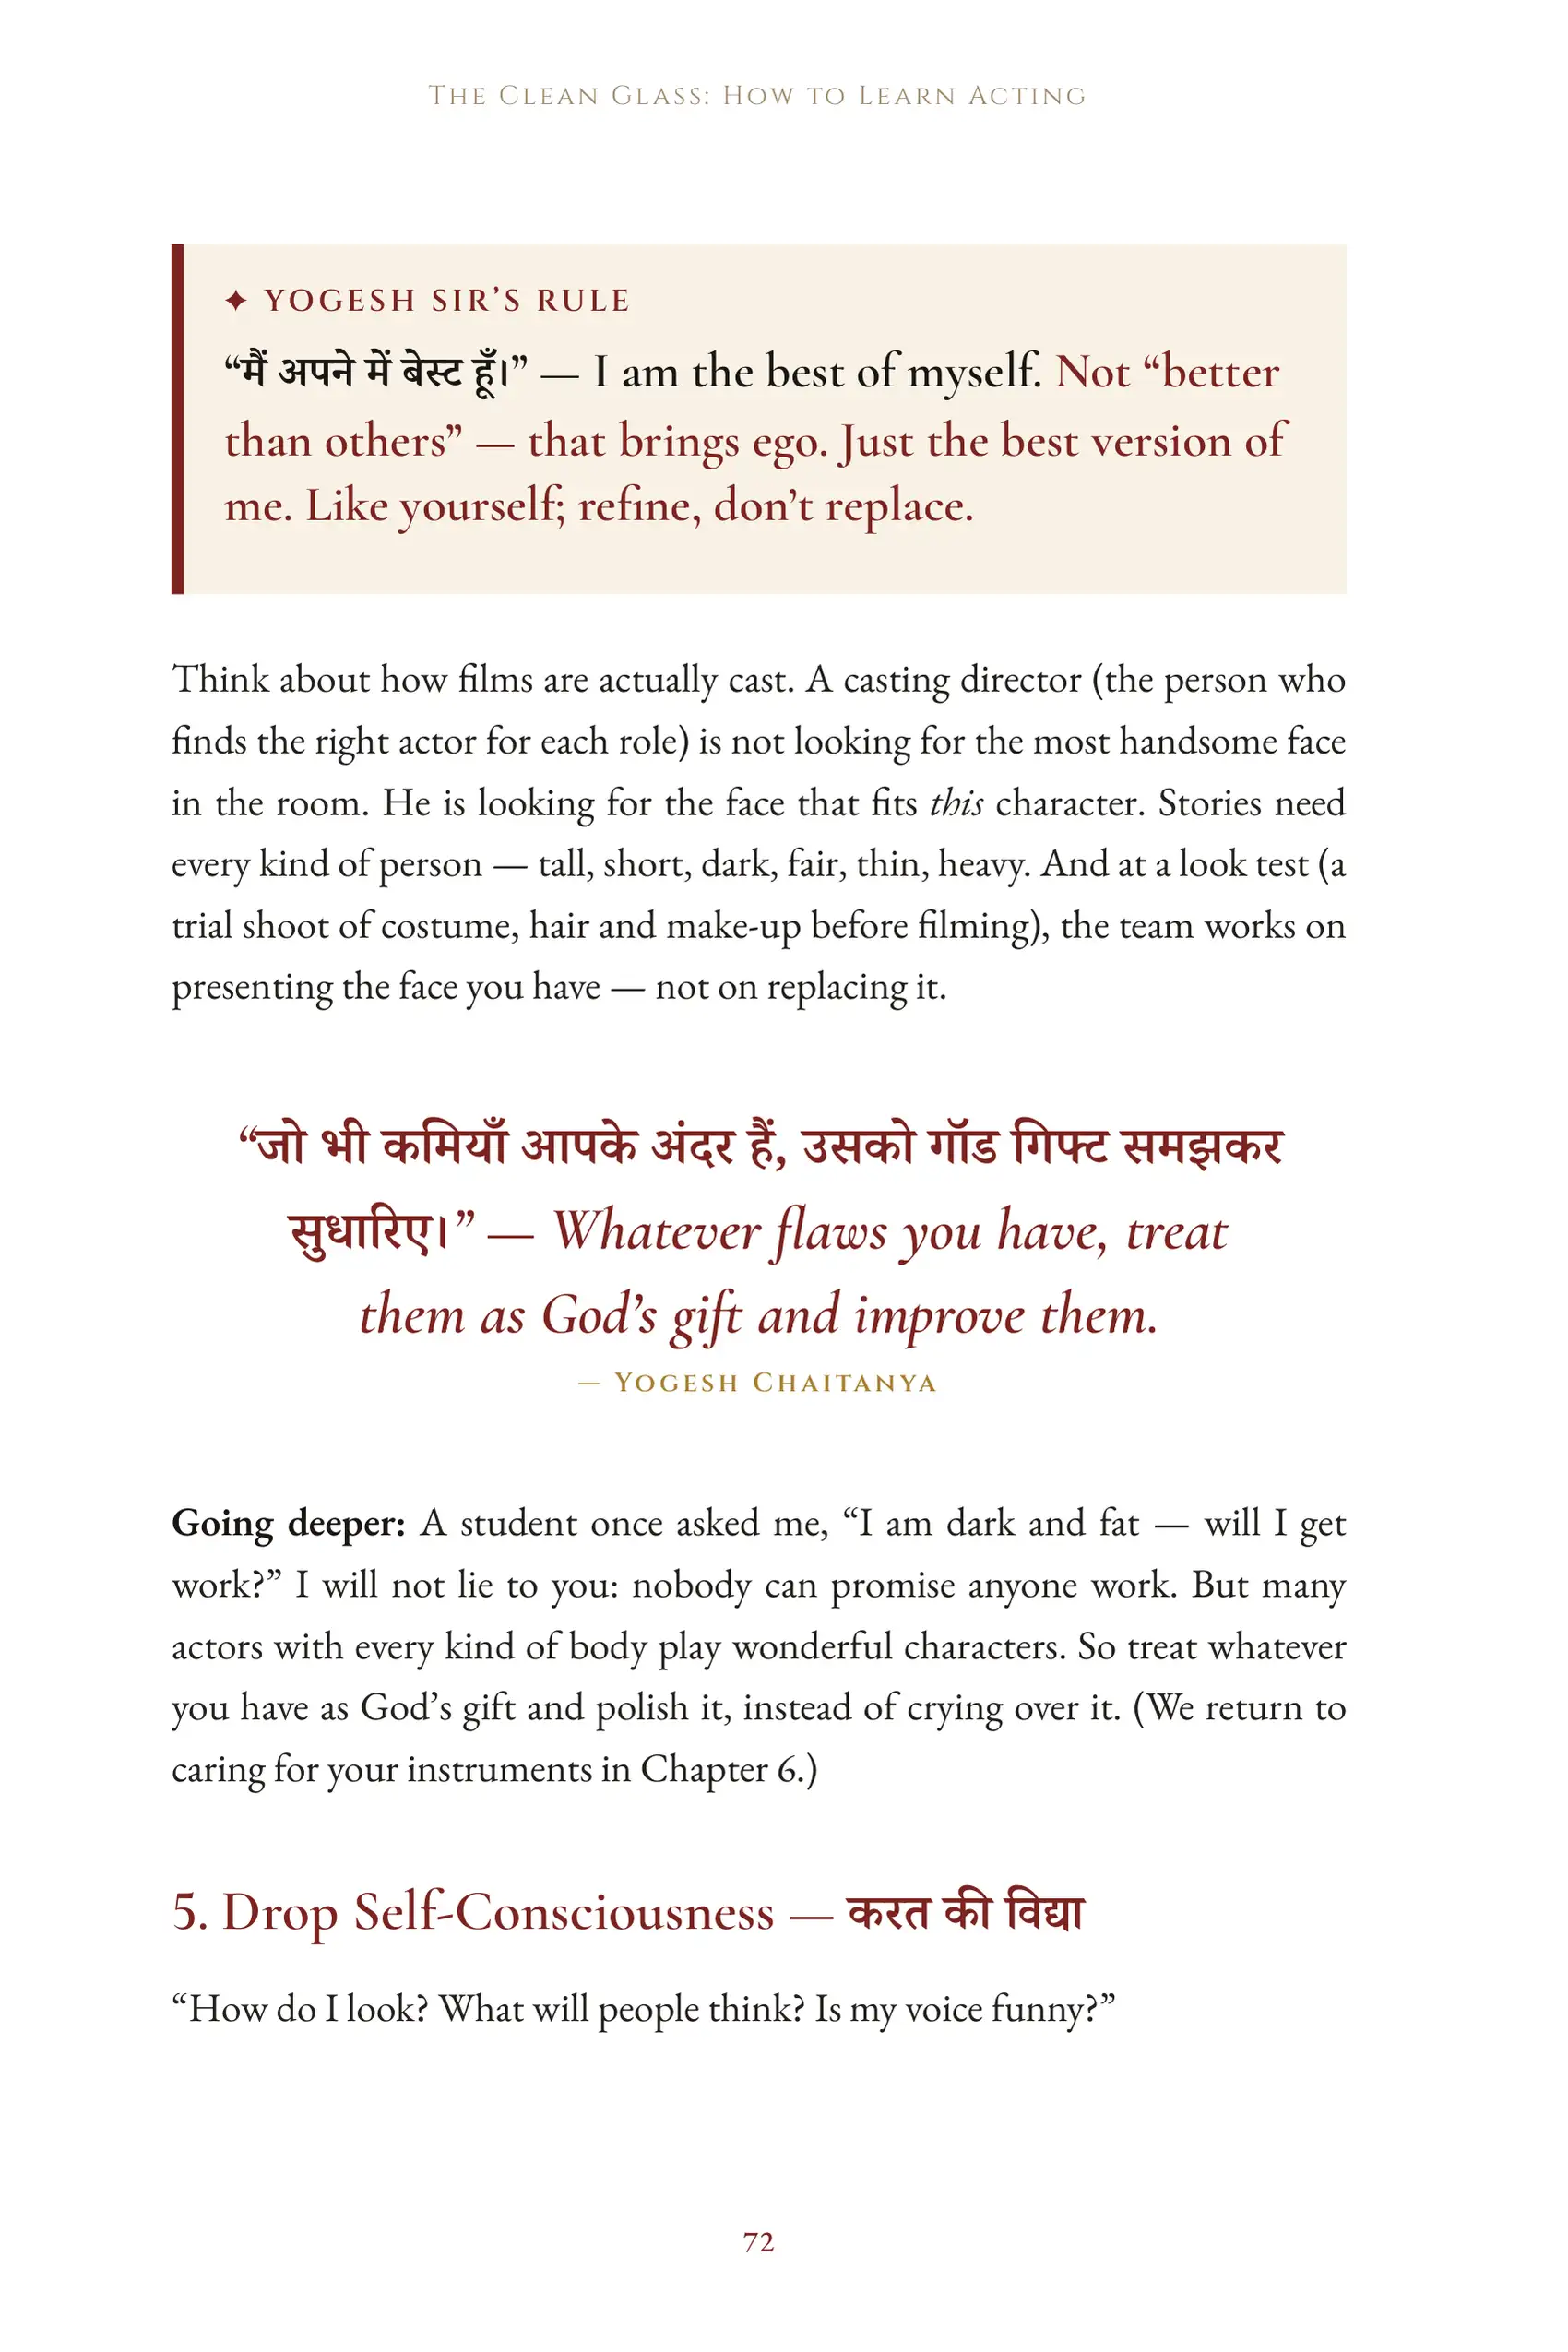 THE CLEAN GLASS: HOW TO LEARN ACTING
✦ YOGESH SIR’S RULE
“मैं अपने में बेस्ट हूँ।” — I am the best of myself. Not “better
than others” — that brings ego. Just the best version of
me. Like yourself; refine, don’t replace.
Think about how films are actually cast. A casting director (the person who
finds the right actor for each role) is not looking for the most handsome face
in the room. He is looking for the face that fits this character. Stories need
every kind of person — tall, short, dark, fair, thin, heavy. And at a look test (a
trial shoot of costume, hair and make-up before filming), the team works on
presenting the face you have — not on replacing it.
“जो भी कमियाँ आपके अंदर हैं, उसको गॉड गिफ्ट समझकर
सुधारिए।” — Whatever flaws you have, treat
them as God’s gift and improve them.
— YOGESH CHAITANYA
Going deeper: A student once asked me, “I am dark and fat — will I get
work?” I will not lie to you: nobody can promise anyone work. But many
actors with every kind of body play wonderful characters. So treat whatever
you have as God’s gift and polish it, instead of crying over it. (We return to
caring for your instruments in Chapter 6.)
5. Drop Self-Consciousness — करत की विद्या
“How do I look? What will people think? Is my voice funny?”
72